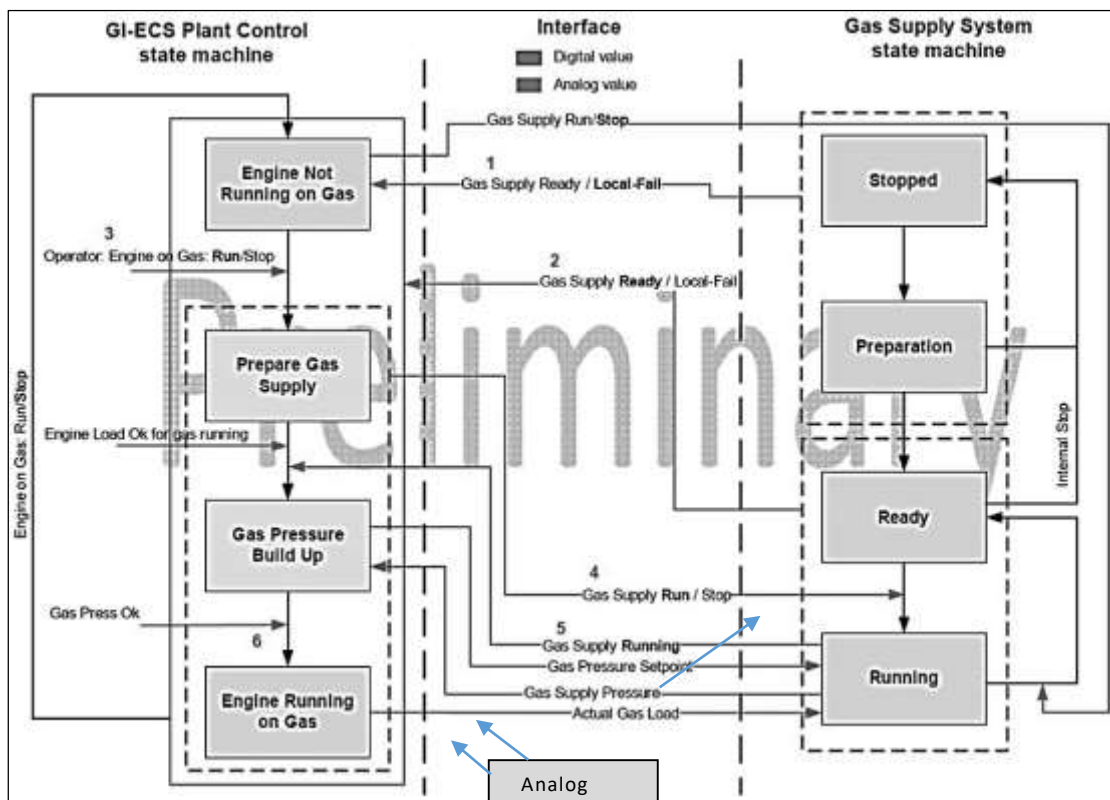 GI-ECS Plant Control
state machine
Interface
Digital value
Analog value
Gas Supply System
state machine
Gas Supply Run/Stop
Engine Not
Running on Gas
1
Gas Supply Ready / Local-Fail
Stopped
3
Operator: Engine on Gas: Run/Stop
2
Gas Supply Ready / Local-Fail
Preliminary
Prepare Gas
Supply
Preparation
Engine on Gas: Run/Stop
Engine Load Ok for gas running
Internal Stop
Gas Pressure
Build Up
Ready
4
Gas Supply Run / Stop
Gas Press Ok
6
5
Gas Supply Running
Gas Pressure Setpoint
Gas Supply Pressure
Actual Gas Load
Engine Running
on Gas
Running
Analog